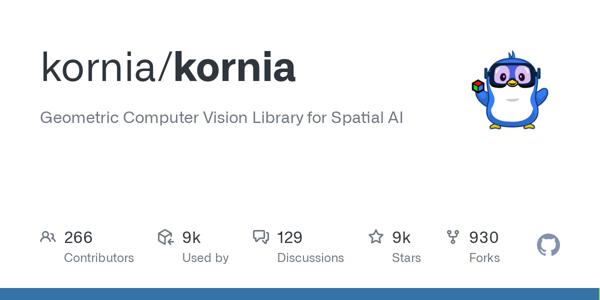 kornia/kornia
Geometric Computer Vision Library for Spatial AI
266 9k 129 9k 930
Contributors Used by Discussions Stars Forks